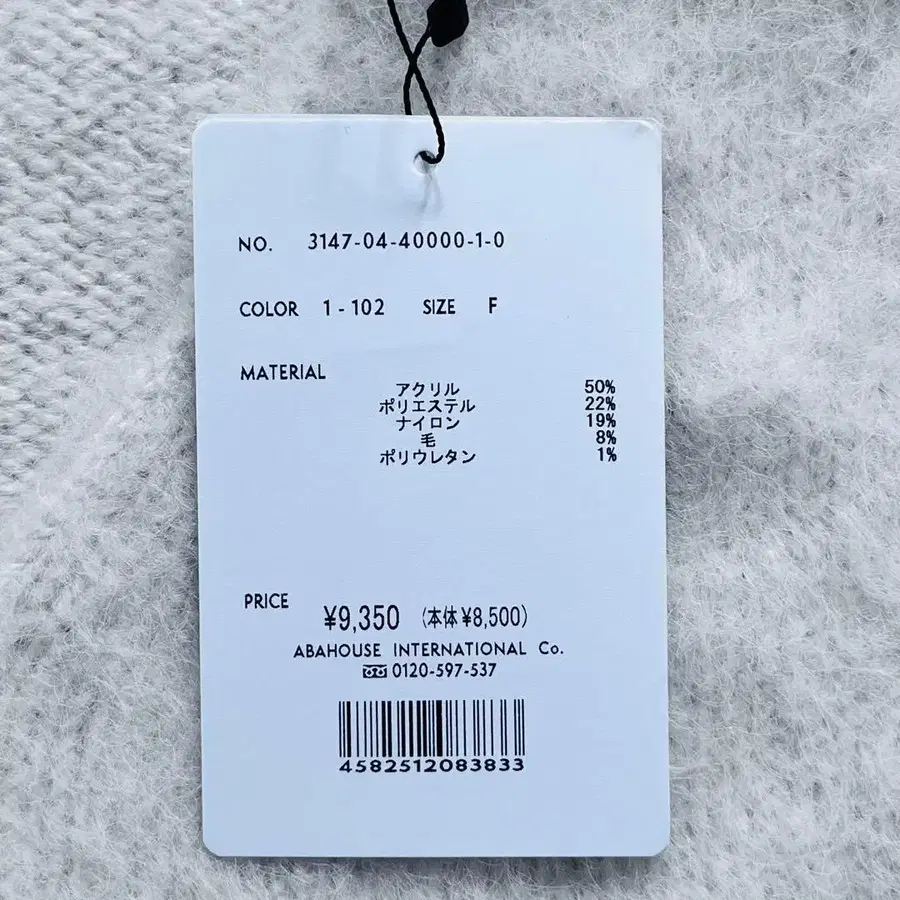 NO. 3147-04-40000-1-0
COLOR 1-102 SIZE F
MATERIAL
アクリル 50%
ポリエステル 22%
ナイロン 19%
毛 8%
ポリウレタン 1%
PRICE ¥9,350 (本体¥8,500)
ABAHOUSE INTERNATIONAL Co.
0120-597-537
4582512083833